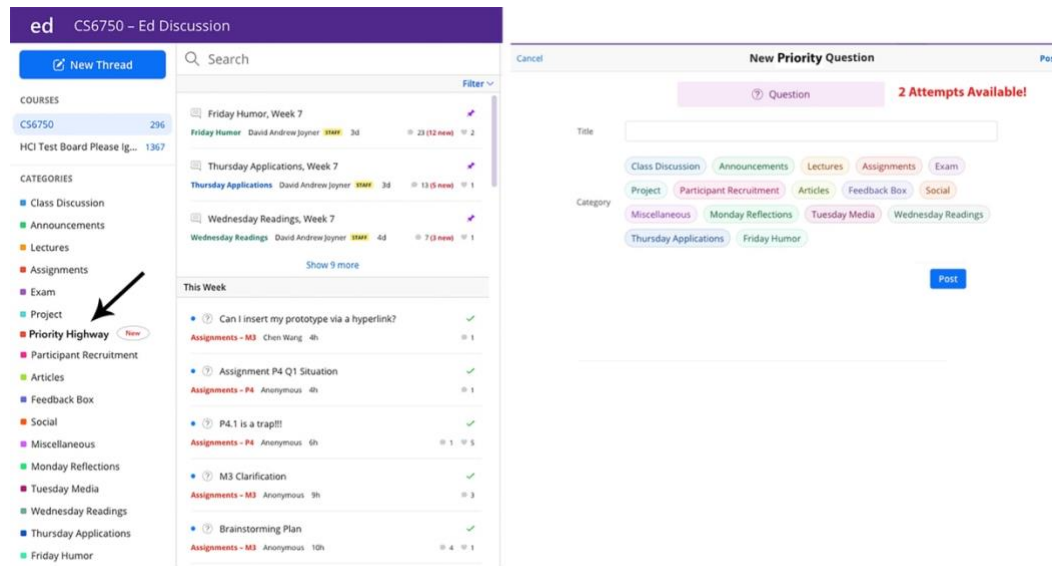 ed CS6750 – Ed Discussion
New Thread
COURSES
CS6750 296
HCI Test Board Please Ig... 1367
CATEGORIES
Class Discussion
Announcements
Lectures
Assignments
Exam
Project
Priority Highway New
Participant Recruitment
Articles
Feedback Box
Social
Miscellaneous
Monday Reflections
Tuesday Media
Wednesday Readings
Thursday Applications
Friday Humor
Search
Filter
Friday Humor, Week 7
Friday Humor David Andrew Joyner STAFF 3d 23 (12 new) 2
Thursday Applications, Week 7
Thursday Applications David Andrew Joyner STAFF 3d 13 (5 new) 1
Wednesday Readings, Week 7
Wednesday Readings David Andrew Joyner STAFF 4d 7 (3 new) 1
Show 9 more
This Week
Can I insert my prototype via a hyperlink?
Assignments – M3 Chen Wang 4h 1
Assignment P4 Q1 Situation
Assignments – P4 Anonymous 4h 1
P4.1 is a trap!!!
Assignments – P4 Anonymous 6h 1 5
M3 Clarification
Assignments – M3 Anonymous 9h 3
Brainstorming Plan
Assignments – M3 Anonymous 10h 4 1
Cancel New Priority Question Pos
? Question 2 Attempts Available!
Title
Category
Class Discussion Announcements Lectures Assignments Exam
Project Participant Recruitment Articles Feedback Box Social
Miscellaneous Monday Reflections Tuesday Media Wednesday Readings
Thursday Applications Friday Humor
Post